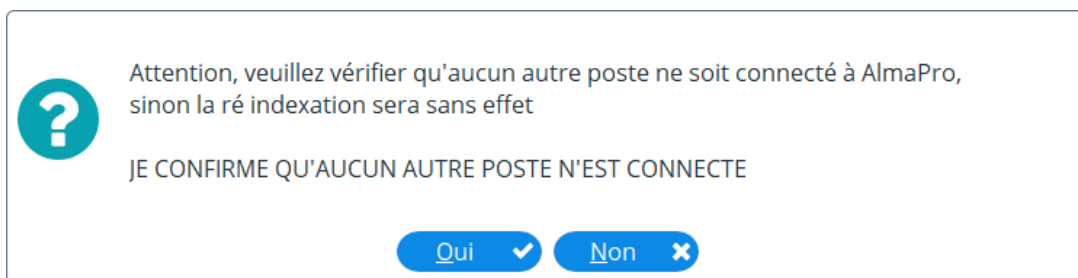 Attention, veuillez vérifier qu'aucun autre poste ne soit connecté à AlmaPro,
sinon la ré indexation sera sans effet
JE CONFIRME QU'AUCUN AUTRE POSTE N'EST CONNECTE
Oui
Non